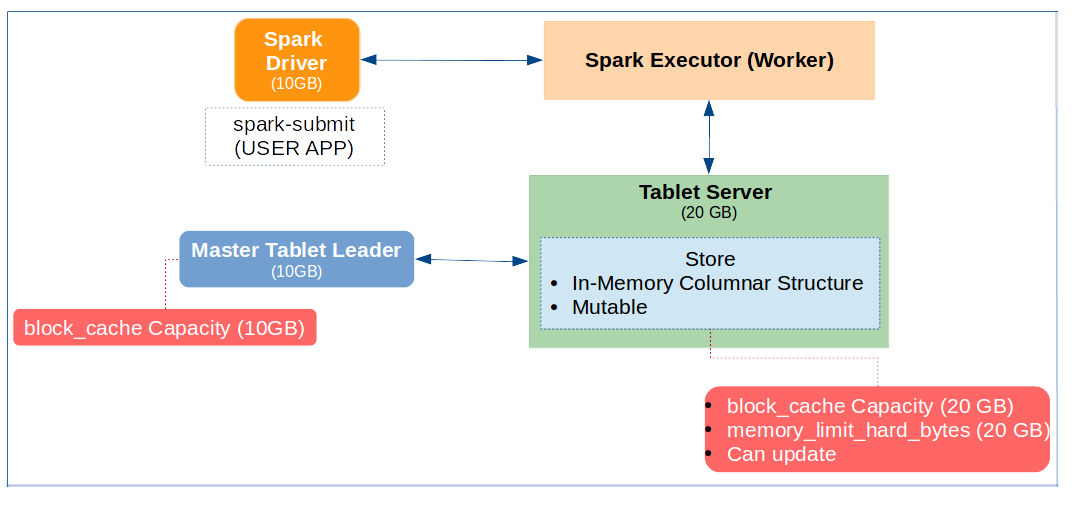 Spark
Driver
(10GB)
Spark Executor (Worker)
spark-submit
(USER APP)
Tablet Server
(20 GB)
Master Tablet Leader
(10GB)
Store
• In-Memory Columnar Structure
• Mutable
block_cache Capacity (10GB)
• block_cache Capacity (20 GB)
• memory_limit_hard_bytes (20 GB)
• Can update